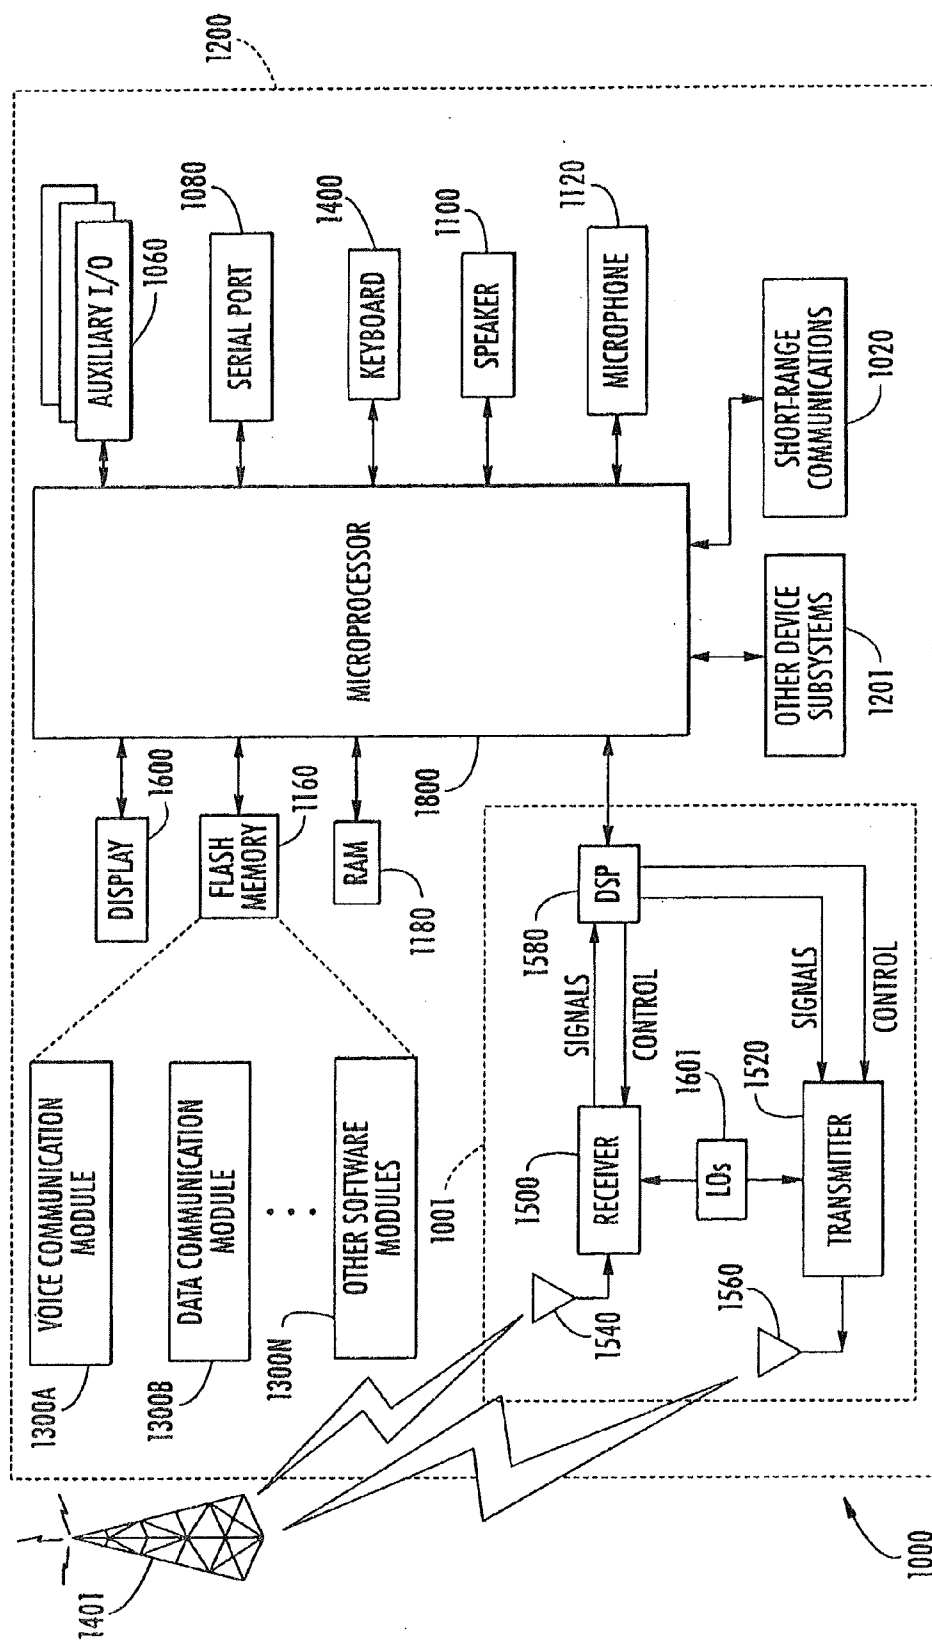 1200
AUXILIARY I/O
1060
SERIAL PORT
1080
KEYBOARD
1400
SPEAKER
1100
MICROPHONE
1120
SHORT-RANGE
COMMUNICATIONS
1020
MICROPROCESSOR
1800
OTHER DEVICE
SUBSYSTEMS
1201
DISPLAY
1600
FLASH
MEMORY
1160
RAM
1180
DSP
1580
SIGNALS
CONTROL
SIGNALS
CONTROL
VOICE COMMUNICATION
MODULE
1300A
DATA COMMUNICATION
MODULE
1300B
OTHER SOFTWARE
MODULES
1300N
1001
RECEIVER
1500
LOs
1601
TRANSMITTER
1520
1540
1560
1401
1000